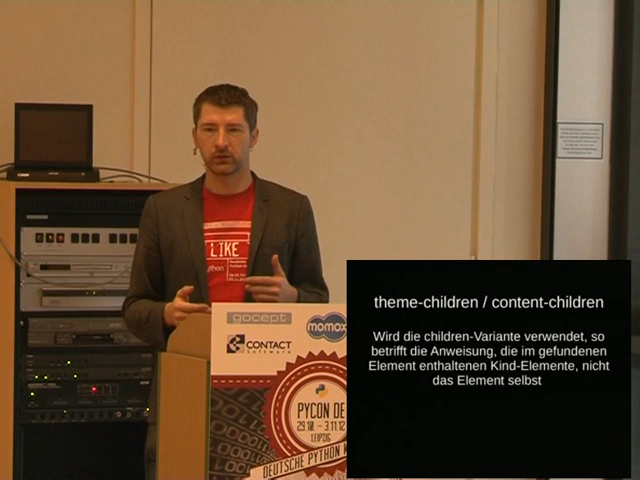 LIKE
python
gocept
momox
CONTACT
Software
PYCON DE
29.10. – 3.11.12
LEIPZIG
DEUTSCHE PYTHON K
theme-children / content-children
Wird die children-Variante verwendet, so
betrifft die Anweisung, die im gefundenen
Element enthaltenen Kind-Elemente, nicht
das Element selbst